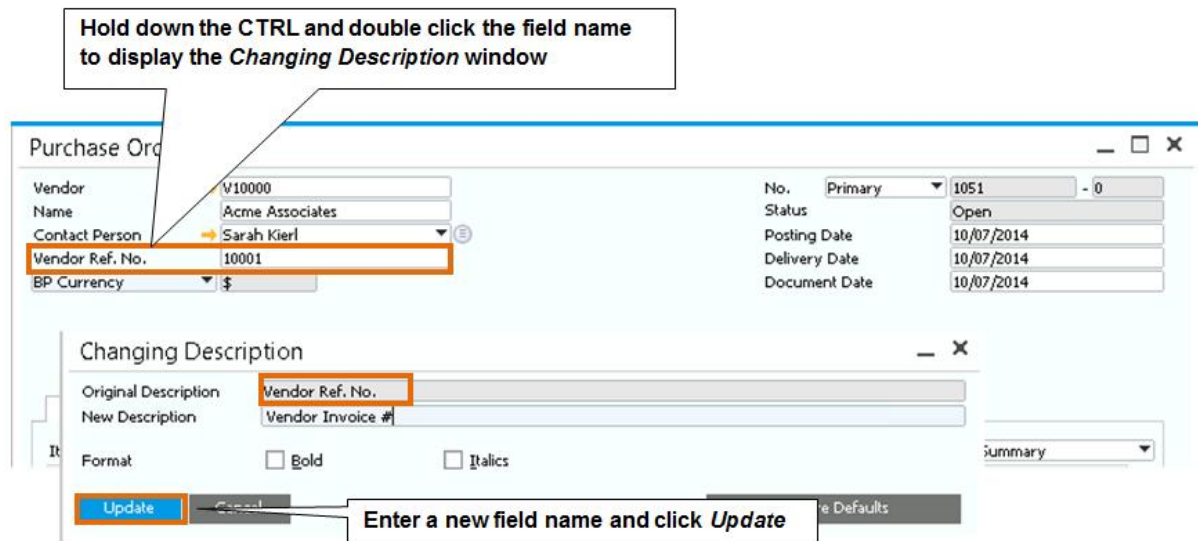 Hold down the CTRL and double click the field name
to display the Changing Description window
Purchase Or
Vendor V10000
Name Acme Associates
Contact Person Sarah Kierl
Vendor Ref. No. 10001
BP Currency $
No. Primary 1051 - 0
Status Open
Posting Date 10/07/2014
Delivery Date 10/07/2014
Document Date 10/07/2014
Changing Description
Original Description Vendor Ref. No.
New Description Vendor Invoice #
It
Format Bold Italics
Summary
Update
Enter a new field name and click Update
Defaults